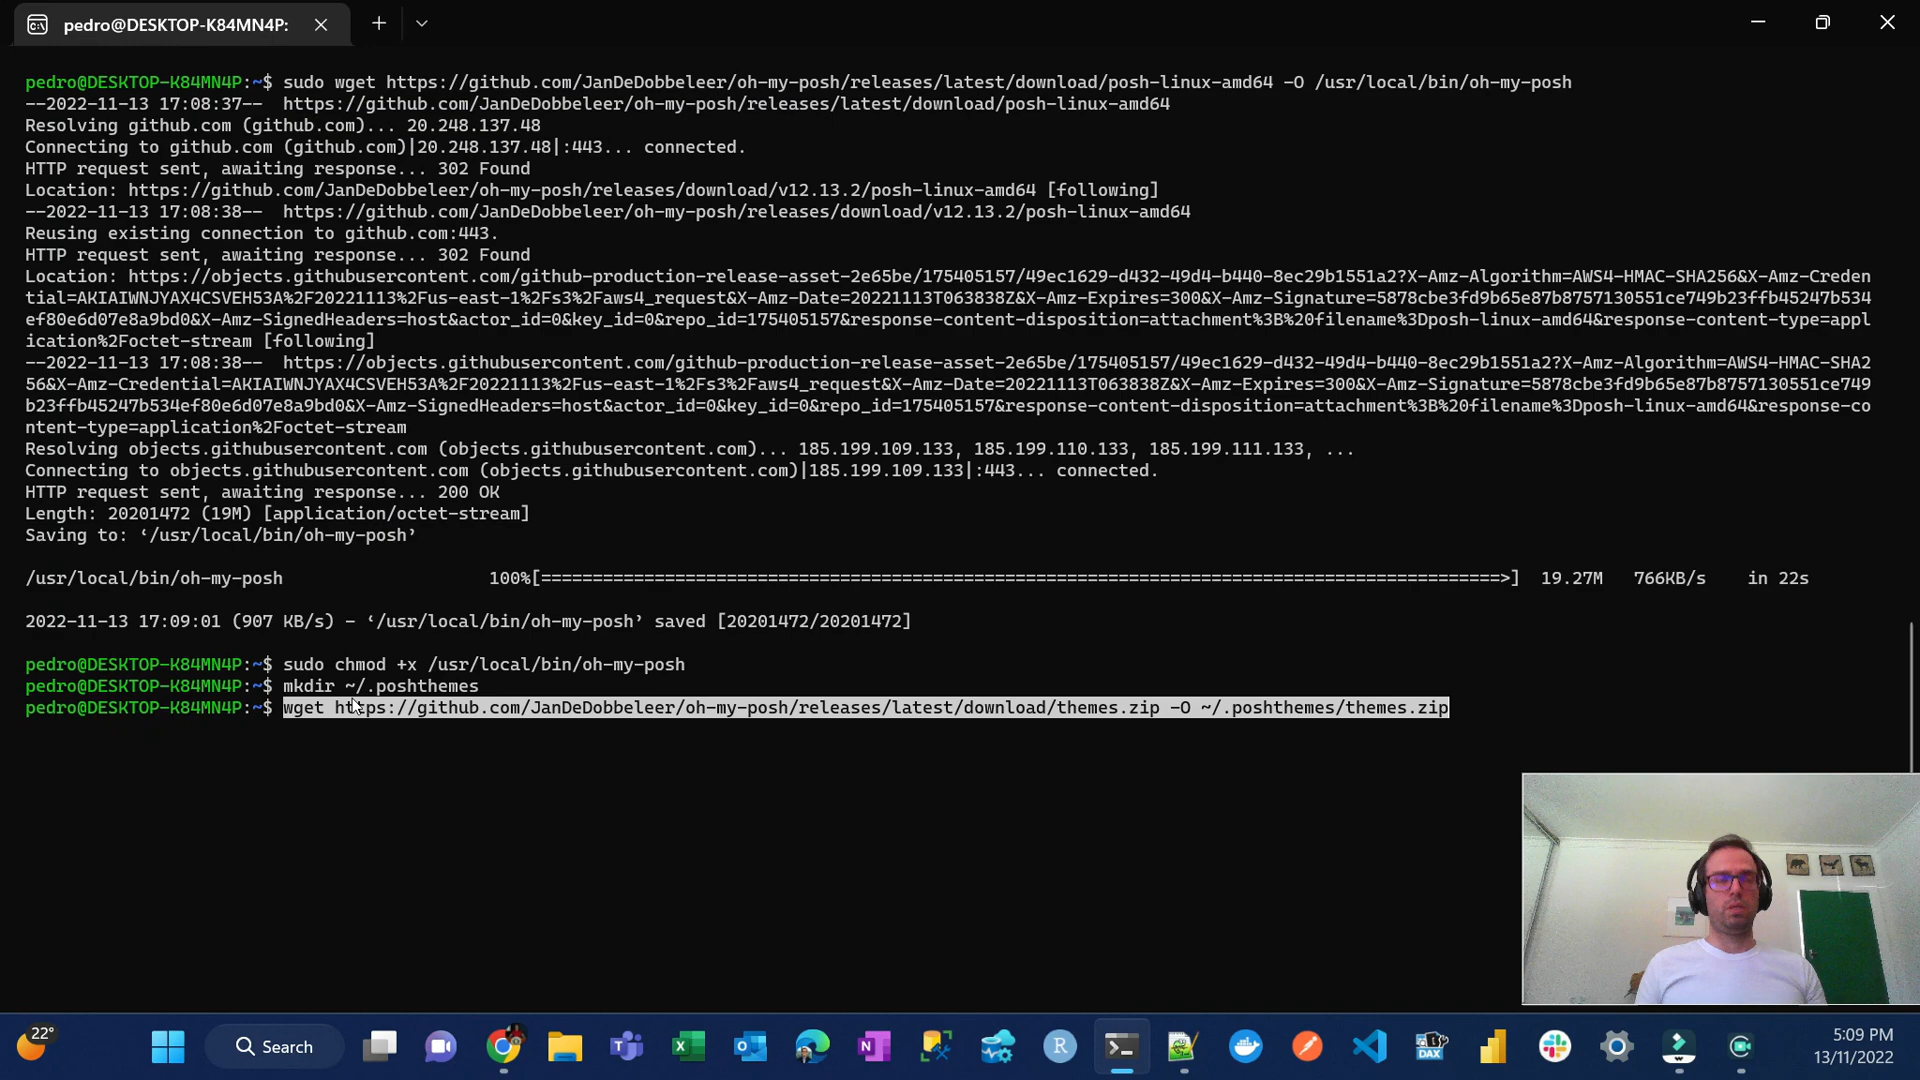 pedro@DESKTOP-K84MN4P:
pedro@DESKTOP-K84MN4P:~$ sudo wget https://github.com/JanDeDobbeleer/oh-my-posh/releases/latest/download/posh-linux-amd64 -O /usr/local/bin/oh-my-posh
--2022-11-13 17:08:37--  https://github.com/JanDeDobbeleer/oh-my-posh/releases/latest/download/posh-linux-amd64
Resolving github.com (github.com)... 20.248.137.48
Connecting to github.com (github.com)|20.248.137.48|:443... connected.
HTTP request sent, awaiting response... 302 Found
Location: https://github.com/JanDeDobbeleer/oh-my-posh/releases/download/v12.13.2/posh-linux-amd64 [following]
--2022-11-13 17:08:38--  https://github.com/JanDeDobbeleer/oh-my-posh/releases/download/v12.13.2/posh-linux-amd64
Reusing existing connection to github.com:443.
HTTP request sent, awaiting response... 302 Found
Location: https://objects.githubusercontent.com/github-production-release-asset-2e65be/175405157/49ec1629-d432-49d4-b440-8ec29b1551a2?X-Amz-Algorithm=AWS4-HMAC-SHA256&X-Amz-Creden
tial=AKIAIWNJYAX4CSVEH53A%2F20221113%2Fus-east-1%2Fs3%2Faws4_request&X-Amz-Date=20221113T063838Z&X-Amz-Expires=300&X-Amz-Signature=5878cbe3fd9b65e87b8757130551ce749b23ffb45247b534
ef80e6d07e8a9bd0&X-Amz-SignedHeaders=host&actor_id=0&key_id=0&repo_id=175405157&response-content-disposition=attachment%3B%20filename%3Dposh-linux-amd64&response-content-type=appl
ication%2Foctet-stream [following]
--2022-11-13 17:08:38--  https://objects.githubusercontent.com/github-production-release-asset-2e65be/175405157/49ec1629-d432-49d4-b440-8ec29b1551a2?X-Amz-Algorithm=AWS4-HMAC-SHA2
56&X-Amz-Credential=AKIAIWNJYAX4CSVEH53A%2F20221113%2Fus-east-1%2Fs3%2Faws4_request&X-Amz-Date=20221113T063838Z&X-Amz-Expires=300&X-Amz-Signature=5878cbe3fd9b65e87b8757130551ce749
b23ffb45247b534ef80e6d07e8a9bd0&X-Amz-SignedHeaders=host&actor_id=0&key_id=0&repo_id=175405157&response-content-disposition=attachment%3B%20filename%3Dposh-linux-amd64&response-co
ntent-type=application%2Foctet-stream
Resolving objects.githubusercontent.com (objects.githubusercontent.com)... 185.199.109.133, 185.199.110.133, 185.199.111.133, ...
Connecting to objects.githubusercontent.com (objects.githubusercontent.com)|185.199.109.133|:443... connected.
HTTP request sent, awaiting response... 200 OK
Length: 20201472 (19M) [application/octet-stream]
Saving to: ‘/usr/local/bin/oh-my-posh’
/usr/local/bin/oh-my-posh 100%[=============================================================================================>] 19.27M 766KB/s in 22s
2022-11-13 17:09:01 (907 KB/s) - ‘/usr/local/bin/oh-my-posh’ saved [20201472/20201472]
pedro@DESKTOP-K84MN4P:~$ sudo chmod +x /usr/local/bin/oh-my-posh
pedro@DESKTOP-K84MN4P:~$ mkdir ~/.poshthemes
pedro@DESKTOP-K84MN4P:~$ wget https://github.com/JanDeDobbeleer/oh-my-posh/releases/latest/download/themes.zip -O ~/.poshthemes/themes.zip
22°
Search
DAX
5:09 PM
13/11/2022